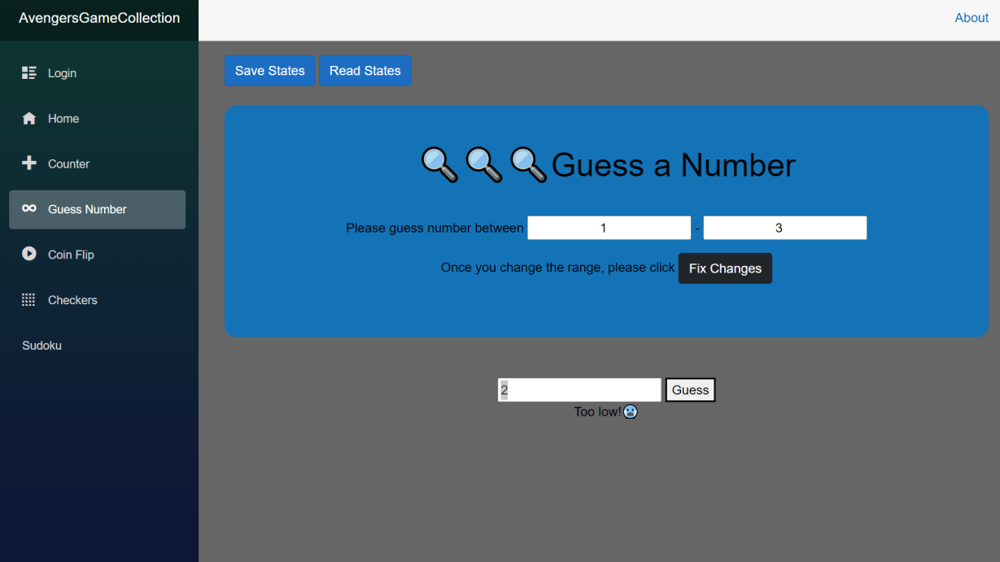 AvengersGameCollection
About
Login
Home
Counter
Guess Number
Coin Flip
Checkers
Sudoku
Save States Read States
Guess a Number
Please guess number between 1 - 3
Once you change the range, please click Fix Changes
2 Guess
Too low!